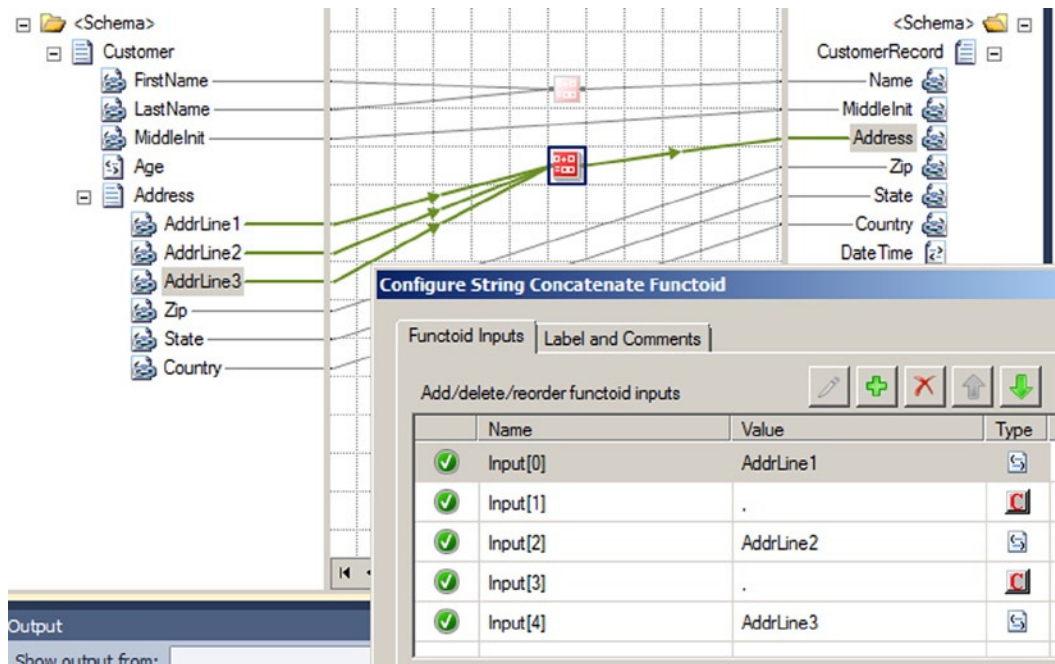 <Schema>
Customer
FirstName
LastName
MiddleInit
Age
Address
AddrLine1
AddrLine2
AddrLine3
Zip
State
Country
<Schema>
CustomerRecord
Name
MiddleInit
Address
Zip
State
Country
DateTime
Configure String Concatenate Functoid
Functoid Inputs Label and Comments
Add/delete/reorder functoid inputs
Name Value Type
Input[0] AddrLine1
Input[1] . C
Input[2] AddrLine2
Input[3] . C
Input[4] AddrLine3
Output
Show output from: